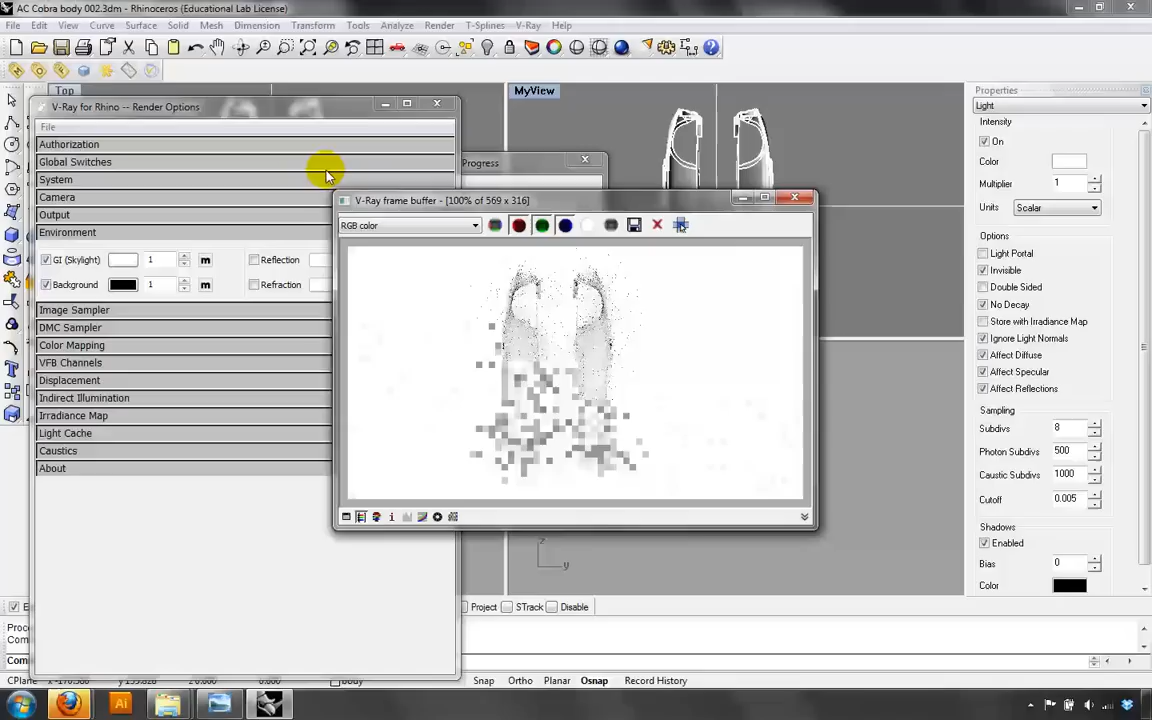 AC Cobra body 002.3dm - Rhinoceros (Educational Lab License)
File Edit View Curve Surface Solid Mesh Dimension Transform Tools Analyze Render T-Splines V-Ray Help
Top
MyView
Properties
Light
Intensity
On
Color
Multiplier 1
Units Scalar
Options
Light Portal
Invisible
Double Sided
No Decay
Store with Irradiance Map
Ignore Light Normals
Affect Diffuse
Affect Specular
Affect Reflections
Sampling
Subdivs 8
Photon Subdivs 500
Caustic Subdivs 1000
Cutoff 0.005
Shadows
Enabled
Bias 0
Color
V-Ray for Rhino -- Render Options
File
Authorization
Global Switches
System
Camera
Output
Environment
GI (Skylight) 1 m Reflection
Background 1 m Refraction
Image Sampler
DMC Sampler
Color Mapping
VFB Channels
Displacement
Indirect Illumination
Irradiance Map
Light Cache
Caustics
About
Progress
V-Ray frame buffer - [100% of 569 x 316]
RGB color
z
y
Project STrack Disable
Snap Ortho Planar Osnap Record History